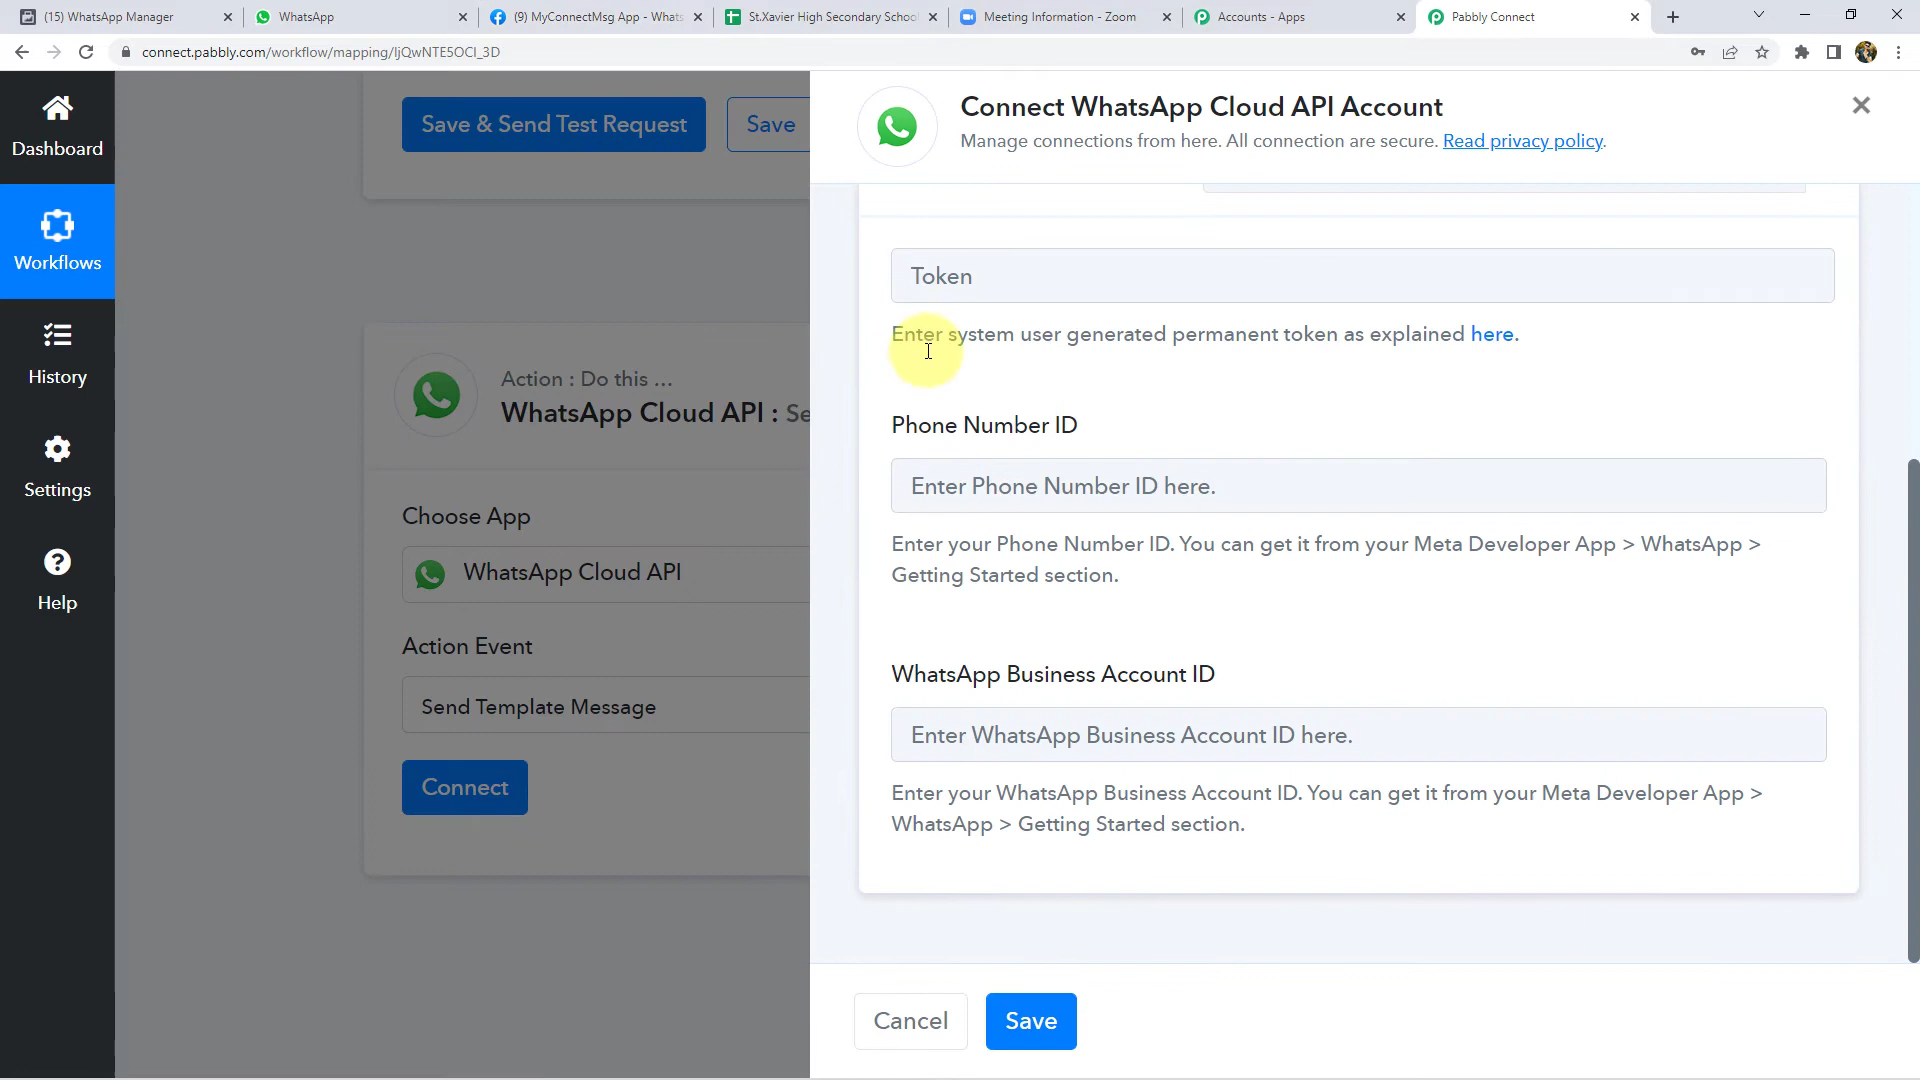 (15) WhatsApp Manager
WhatsApp
(9) MyConnectMsg App - Whats
St.Xavier High Secondary School
Meeting Information - Zoom
Accounts - Apps
Pabbly Connect
connect.pabbly.com/workflow/mapping/IjQwNTE5OCI_3D
Dashboard
Workflows
History
Settings
Help
Save & Send Test Request
Save
Action : Do this ...
WhatsApp Cloud API : Se
Choose App
WhatsApp Cloud API
Action Event
Send Template Message
Connect
Connect WhatsApp Cloud API Account
Manage connections from here. All connection are secure. Read privacy policy.
Token
Enter system user generated permanent token as explained here.
Phone Number ID
Enter Phone Number ID here.
Enter your Phone Number ID. You can get it from your Meta Developer App > WhatsApp >
Getting Started section.
WhatsApp Business Account ID
Enter WhatsApp Business Account ID here.
Enter your WhatsApp Business Account ID. You can get it from your Meta Developer App >
WhatsApp > Getting Started section.
Cancel
Save